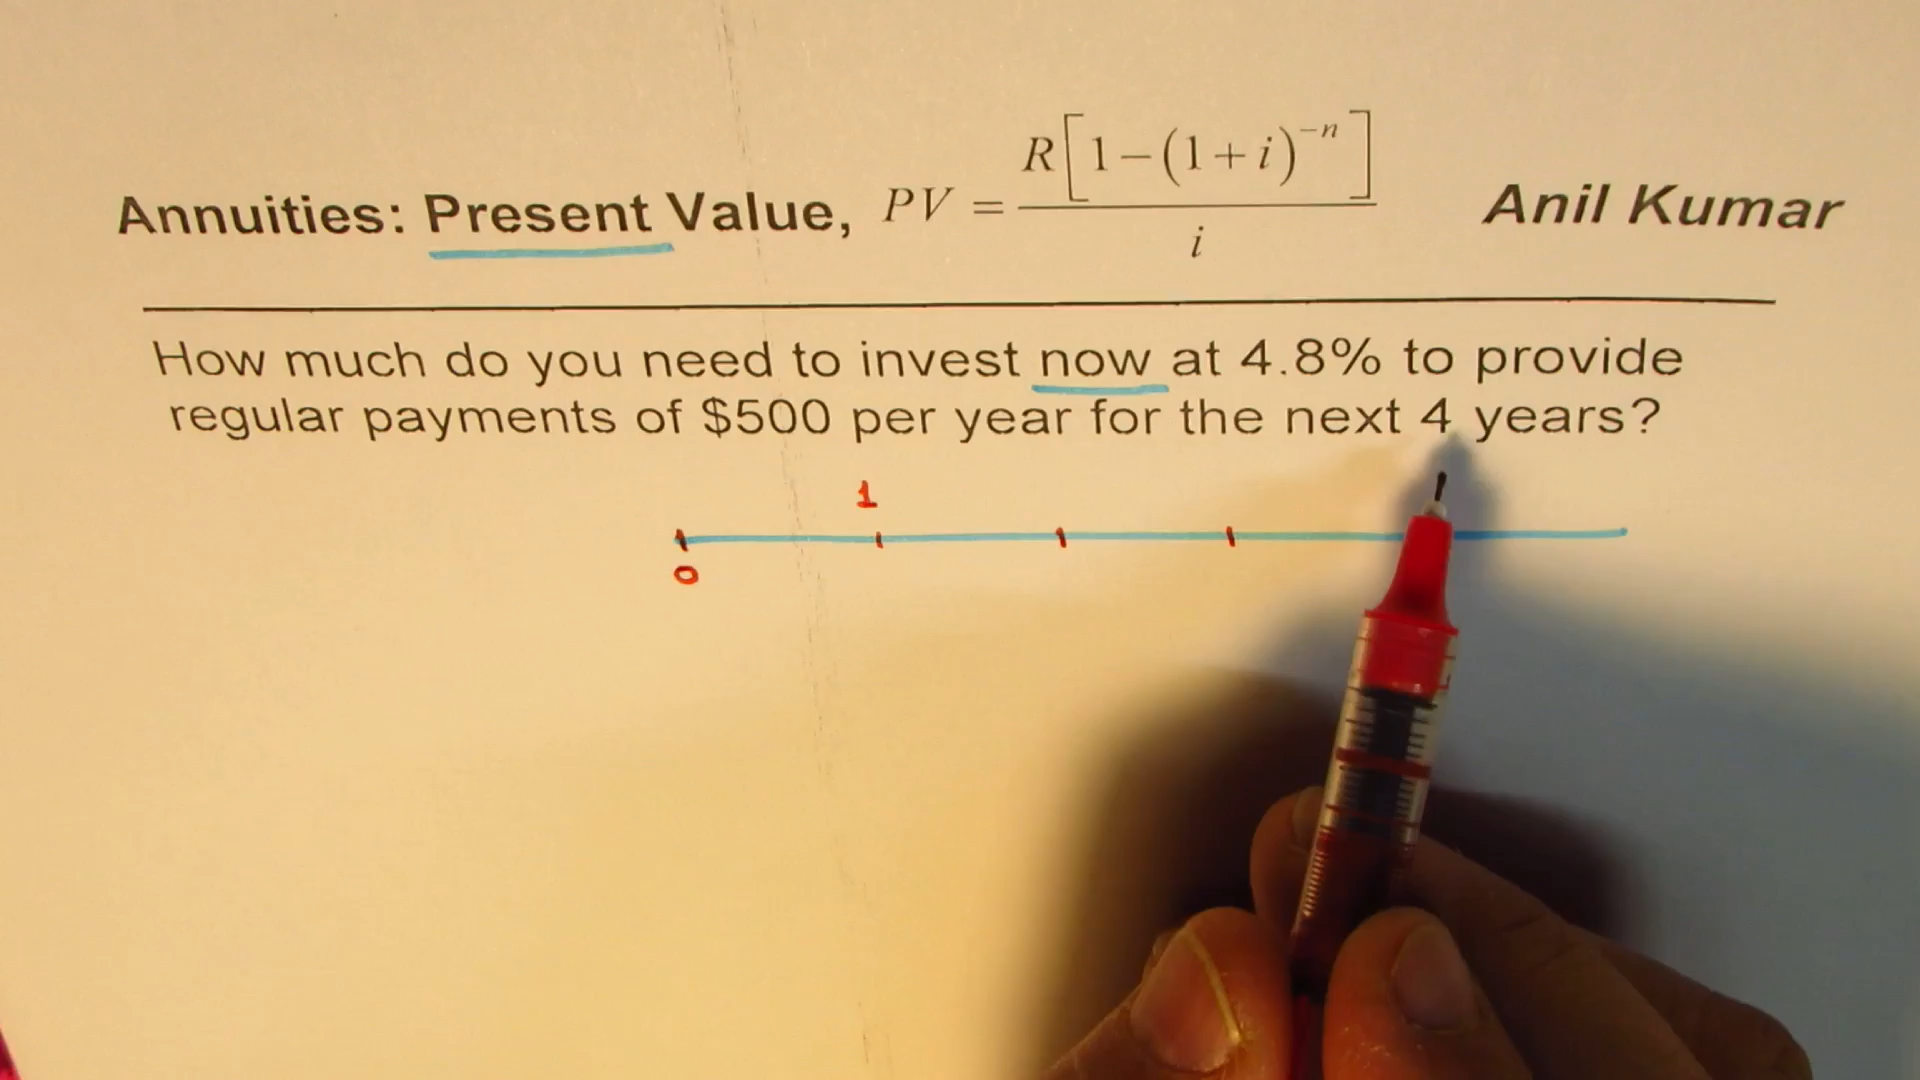 Annuities: Present Value, PV = R[1-(1+i)^{-n}] / i Anil Kumar
How much do you need to invest now at 4.8% to provide
regular payments of $500 per year for the next 4 years?
1
0